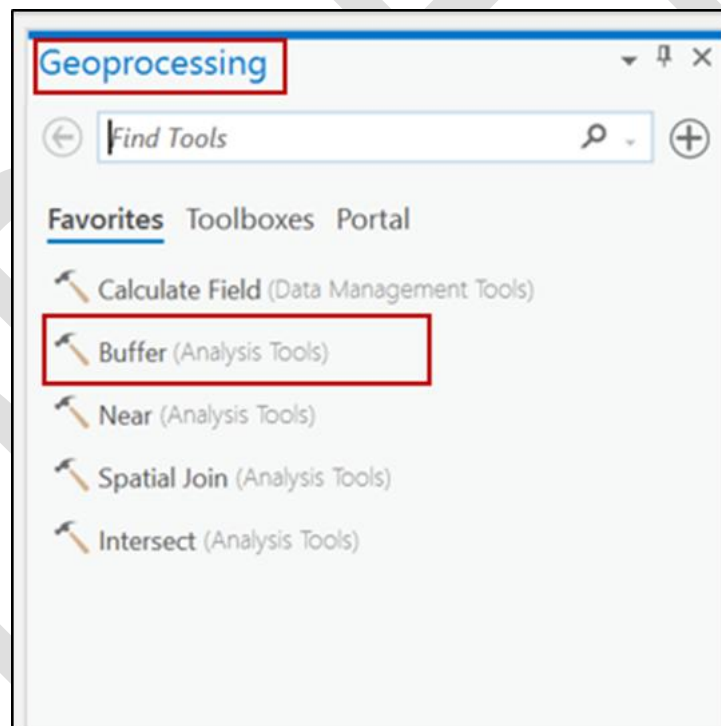 Geoprocessing
Find Tools
Favorites Toolboxes Portal
Calculate Field (Data Management Tools)
Buffer (Analysis Tools)
Near (Analysis Tools)
Spatial Join (Analysis Tools)
Intersect (Analysis Tools)